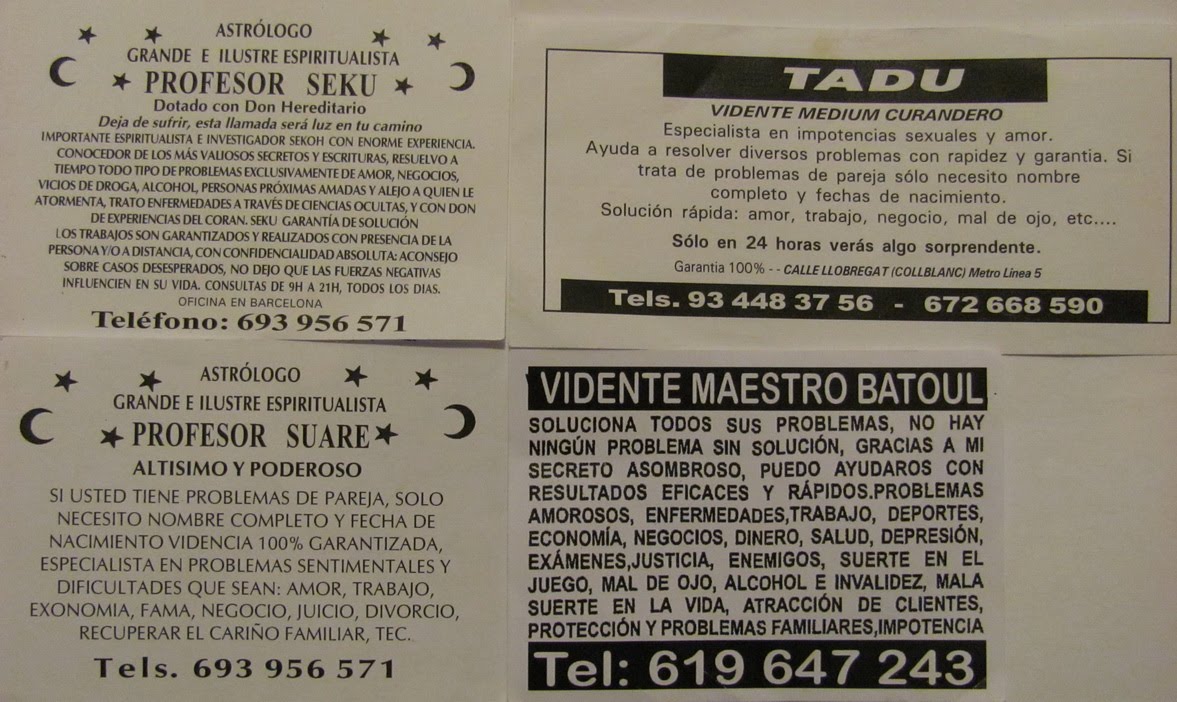 ASTRÓLOGO
GRANDE E ILUSTRE ESPIRITUALISTA
PROFESOR SEKU
Dotado con Don Hereditario
Deja de sufrir, esta llamada será luz en tu camino
IMPORTANTE ESPIRITUALISTA E INVESTIGADOR SEKOH CON ENORME EXPERIENCIA.
CONOCEDOR DE LOS MÁS VALIOSOS SECRETOS Y ESCRITURAS, RESUELVO A
TIEMPO TODO TIPO DE PROBLEMAS EXCLUSIVAMENTE DE AMOR, NEGOCIOS,
VICIOS DE DROGA, ALCOHOL, PERSONAS PRÓXIMAS AMADAS Y ALEJO A QUIEN LE
ATORMENTA, TRATO ENFERMEDADES A TRAVÉS DE CIENCIAS OCULTAS, Y CON DON
DE EXPERIENCIAS DEL CORAN. SEKU GARANTÍA DE SOLUCIÓN
LOS TRABAJOS SON GARANTIZADOS Y REALIZADOS CON PRESENCIA DE LA
PERSONA Y/O A DISTANCIA, CON CONFIDENCIALIDAD ABSOLUTA: ACONSEJO
SOBRE CASOS DESESPERADOS, NO DEJO QUE LAS FUERZAS NEGATIVAS
INFLUENCIEN EN SU VIDA. CONSULTAS DE 9H A 21H, TODOS LOS DIAS.
OFICINA EN BARCELONA
Teléfono: 693 956 571
TADU
VIDENTE MEDIUM CURANDERO
Especialista en impotencias sexuales y amor.
Ayuda a resolver diversos problemas con rapidez y garantia. Si
trata de problemas de pareja sólo necesito nombre
completo y fechas de nacimiento.
Solución rápida: amor, trabajo, negocio, mal de ojo, etc....
Sólo en 24 horas verás algo sorprendente.
Garantia 100% - - CALLE LLOBREGAT (COLLBLANC) Metro Línea 5
Tels. 93 448 37 56 - 672 668 590
ASTRÓLOGO
GRANDE E ILUSTRE ESPIRITUALISTA
PROFESOR SUARE
ALTISIMO Y PODEROSO
SI USTED TIENE PROBLEMAS DE PAREJA, SOLO
NECESITO NOMBRE COMPLETO Y FECHA DE
NACIMIENTO VIDENCIA 100% GARANTIZADA,
ESPECIALISTA EN PROBLEMAS SENTIMENTALES Y
DIFICULTADES QUE SEAN: AMOR, TRABAJO,
EXONOMIA, FAMA, NEGOCIO, JUICIO, DIVORCIO,
RECUPERAR EL CARIÑO FAMILIAR, TEC.
Tels. 693 956 571
VIDENTE MAESTRO BATOUL
SOLUCIONA TODOS SUS PROBLEMAS, NO HAY
NINGÚN PROBLEMA SIN SOLUCIÓN, GRACIAS A MI
SECRETO ASOMBROSO, PUEDO AYUDAROS CON
RESULTADOS EFICACES Y RÁPIDOS.PROBLEMAS
AMOROSOS, ENFERMEDADES,TRABAJO, DEPORTES,
ECONOMÍA, NEGOCIOS, DINERO, SALUD, DEPRESIÓN,
EXÁMENES,JUSTICIA, ENEMIGOS, SUERTE EN EL
JUEGO, MAL DE OJO, ALCOHOL E INVALIDEZ, MALA
SUERTE EN LA VIDA, ATRACCIÓN DE CLIENTES,
PROTECCIÓN Y PROBLEMAS FAMILIARES,IMPOTENCIA
Tel: 619 647 243